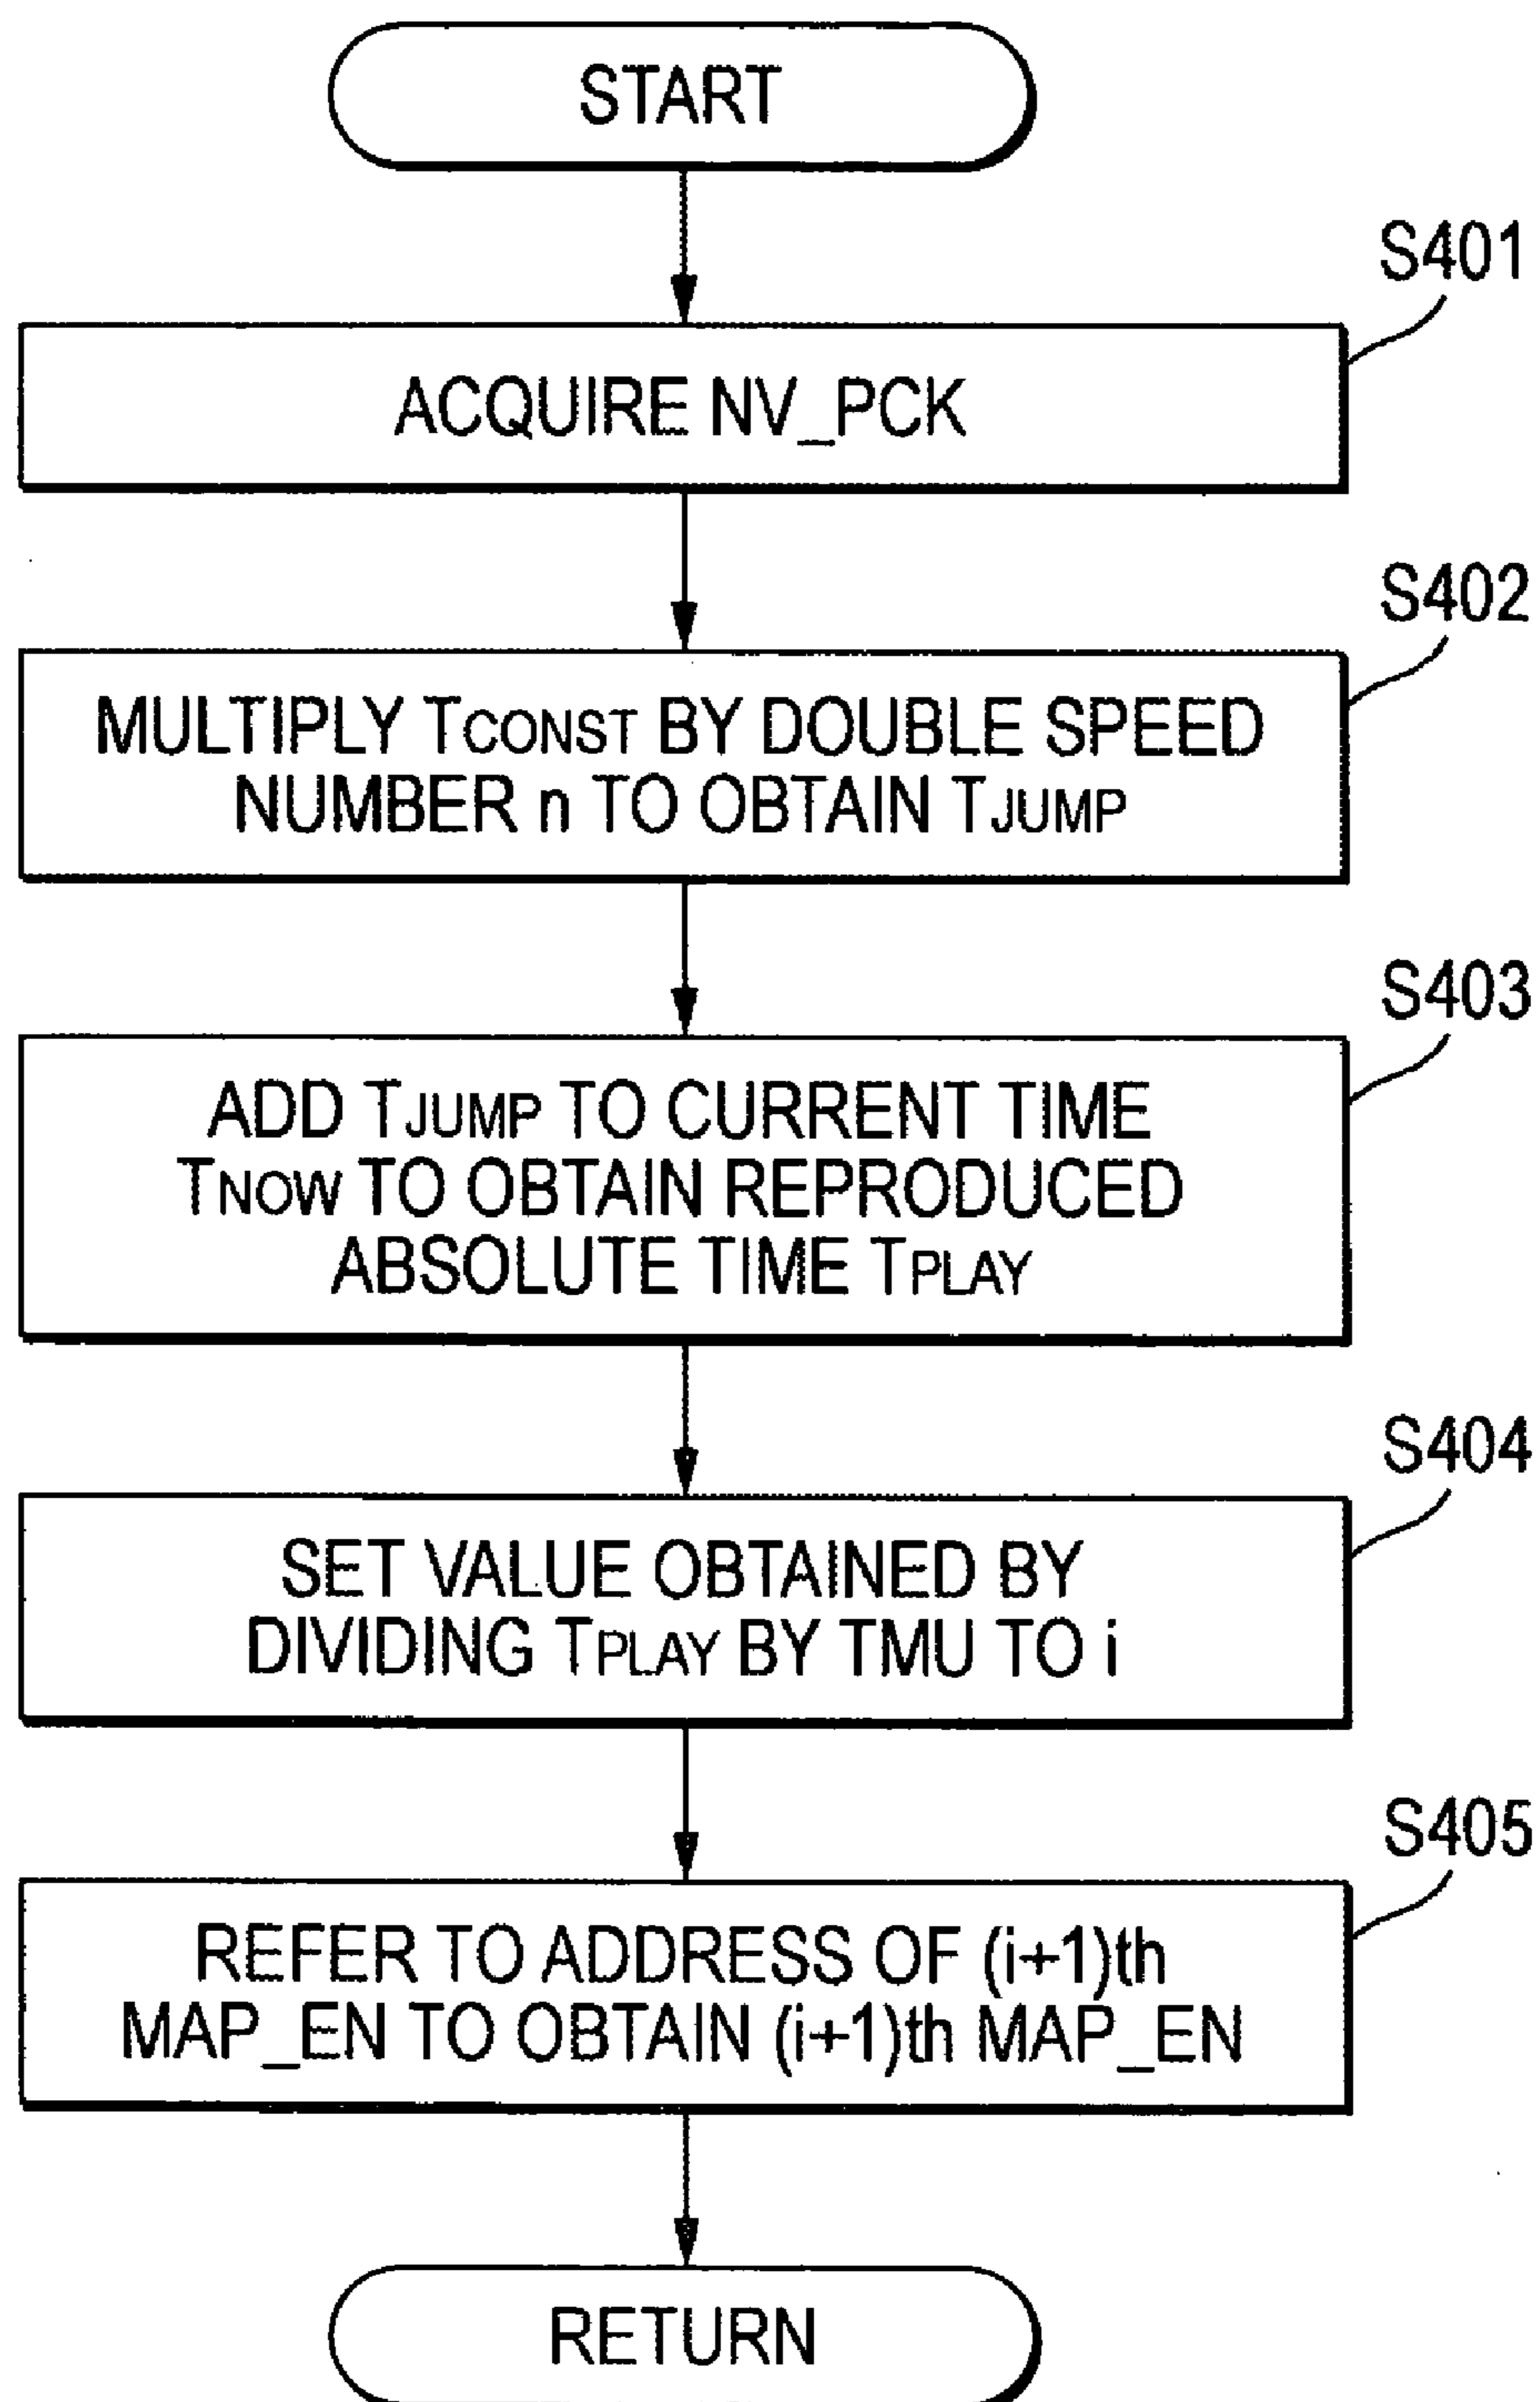 START
S401
ACQUIRE NV_PCK
S402
MULTIPLY TCONST BY DOUBLE SPEED
NUMBER n TO OBTAIN TJUMP
S403
ADD TJUMP TO CURRENT TIME
TNOW TO OBTAIN REPRODUCED
ABSOLUTE TIME TPLAY
S404
SET VALUE OBTAINED BY
DIVIDING TPLAY BY TMU TO i
S405
REFER TO ADDRESS OF (i+1)th
MAP_EN TO OBTAIN (i+1)th MAP_EN
RETURN